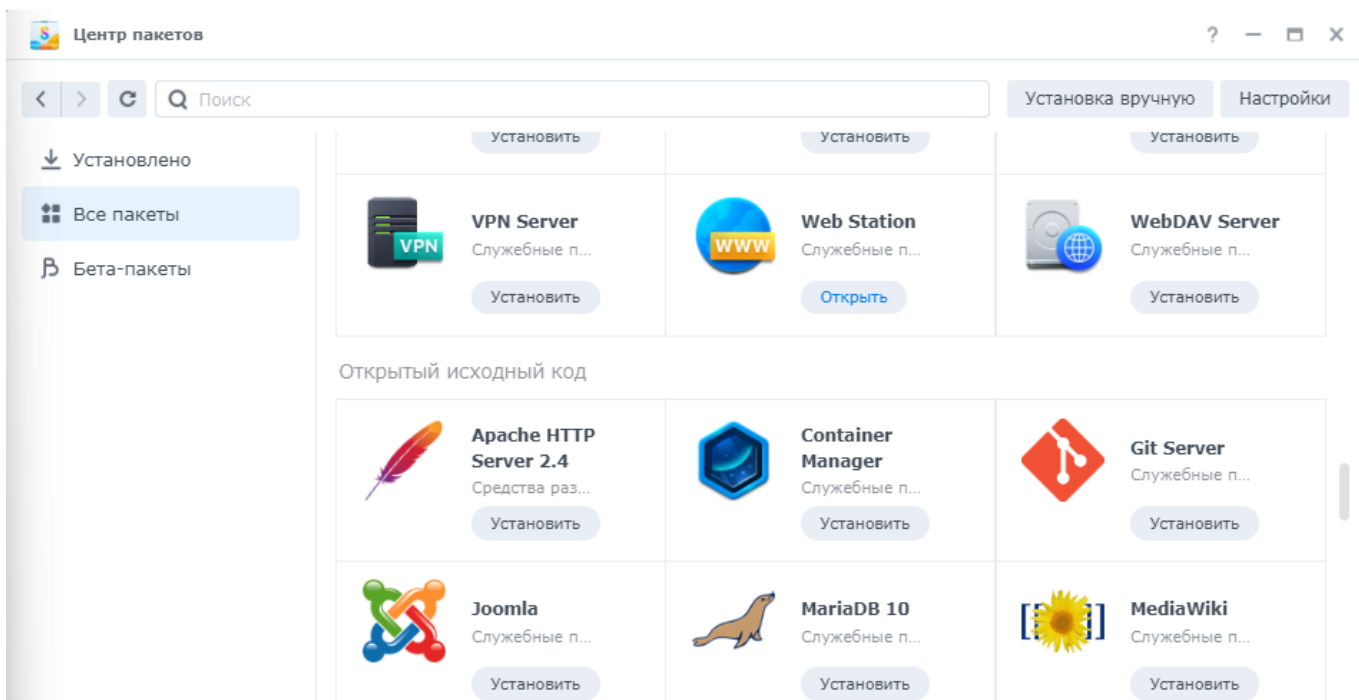 Центр пакетов
Поиск
Установка вручную
Настройки
Установлено
Все пакеты
Бета-пакеты
Установить
Установить
Установить
VPN
VPN Server
Служебные п...
Установить
WWW
Web Station
Служебные п...
Открыть
WebDAV Server
Служебные п...
Установить
Открытый исходный код
Apache HTTP
Server 2.4
Средства раз...
Установить
Container
Manager
Служебные п...
Установить
Git Server
Служебные п...
Установить
Joomla
Служебные п...
Установить
MariaDB 10
Служебные п...
Установить
MediaWiki
Служебные п...
Установить